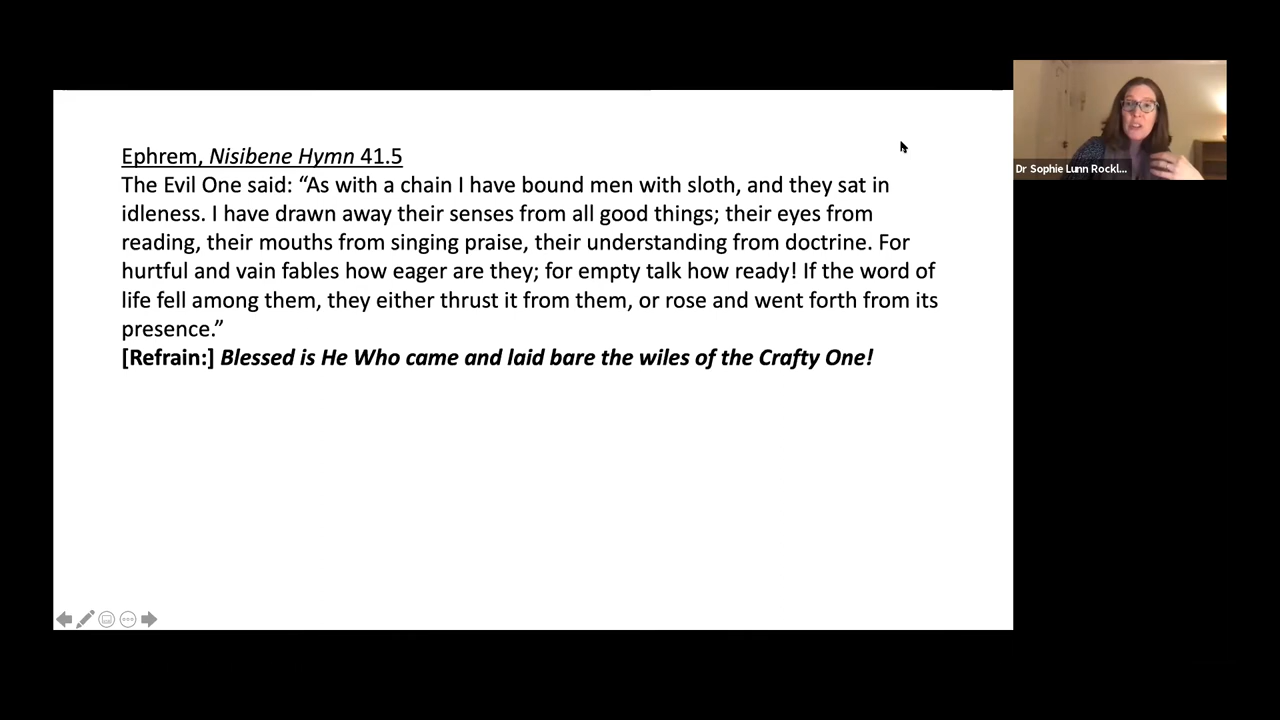 Ephrem, Nisibene Hymn 41.5
The Evil One said: “As with a chain I have bound men with sloth, and they sat in
idleness. I have drawn away their senses from all good things; their eyes from
reading, their mouths from singing praise, their understanding from doctrine. For
hurtful and vain fables how eager are they; for empty talk how ready! If the word of
life fell among them, they either thrust it from them, or rose and went forth from its
presence.”
[Refrain:] Blessed is He Who came and laid bare the wiles of the Crafty One!
Dr Sophie Lunn Rockl...